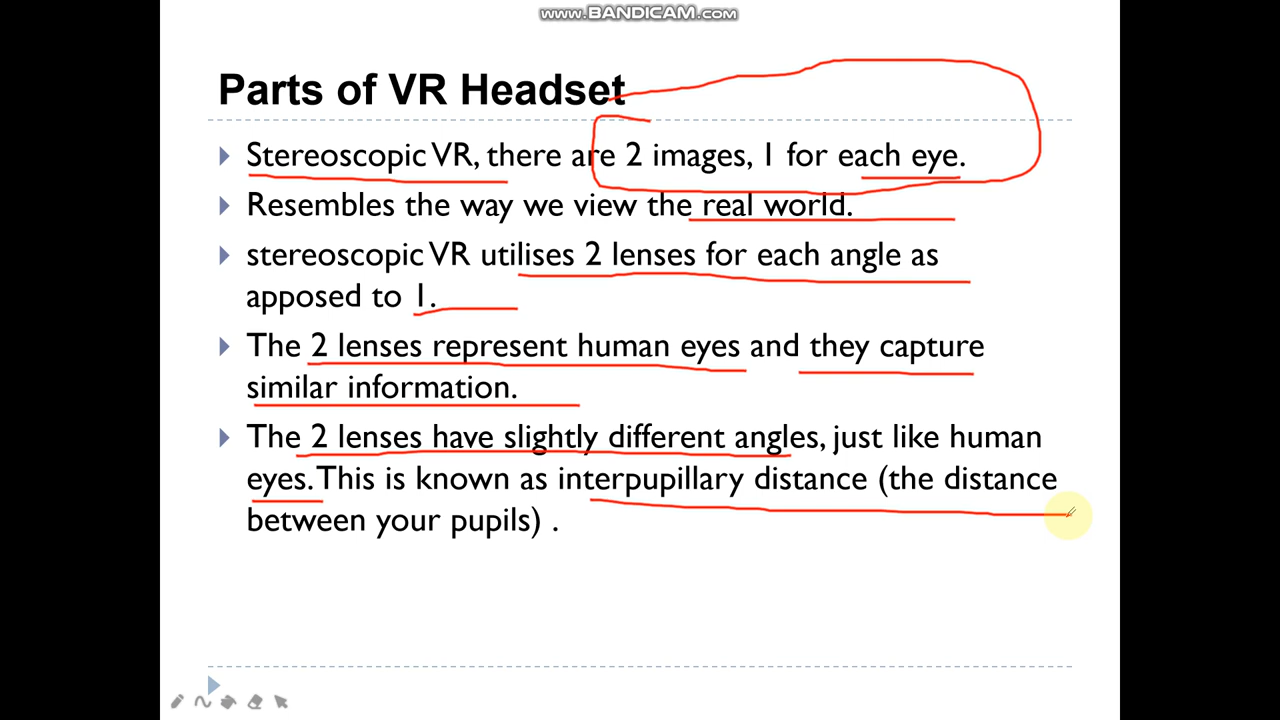 www.BANDICAM.com
Parts of VR Headset
Stereoscopic VR, there are 2 images, 1 for each eye.
Resembles the way we view the real world.
stereoscopic VR utilises 2 lenses for each angle as
apposed to 1.
The 2 lenses represent human eyes and they capture
similar information.
The 2 lenses have slightly different angles, just like human
eyes. This is known as interpupillary distance (the distance
between your pupils) .